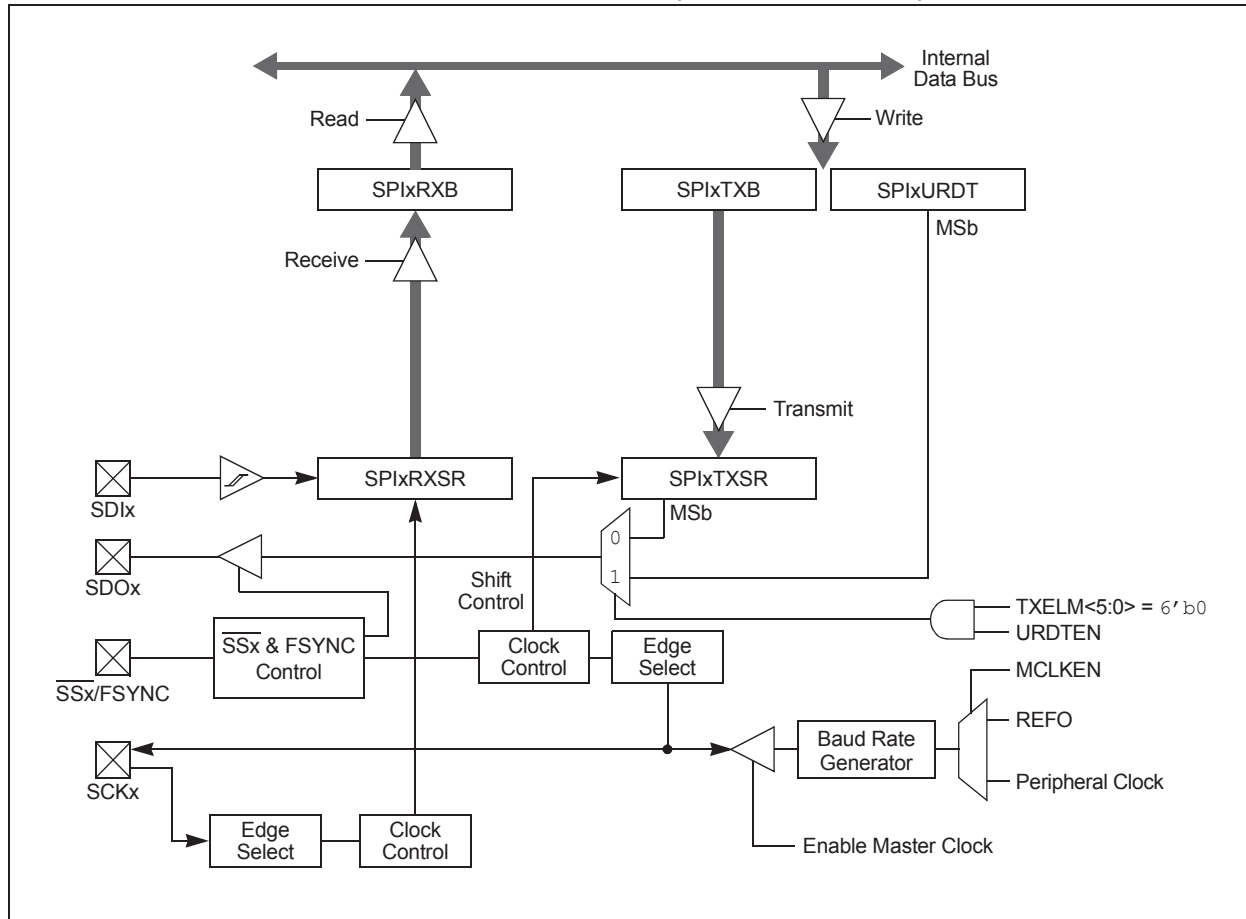 Internal
Data Bus
Read
Write
SPIxRXB
SPIxTXB
SPIxURDT
MSb
Receive
Transmit
SPIxRXSR
SPIxTXSR
SDIx
MSb
0
SDOx
1
Shift
Control
TXELM<5:0> = 6'b0
URDTEN
SSx & FSYNC
Control
Clock
Control
Edge
Select
SSx/FSYNC
MCLKEN
REFO
Baud Rate
Generator
SCKx
Peripheral Clock
Edge
Select
Clock
Control
Enable Master Clock